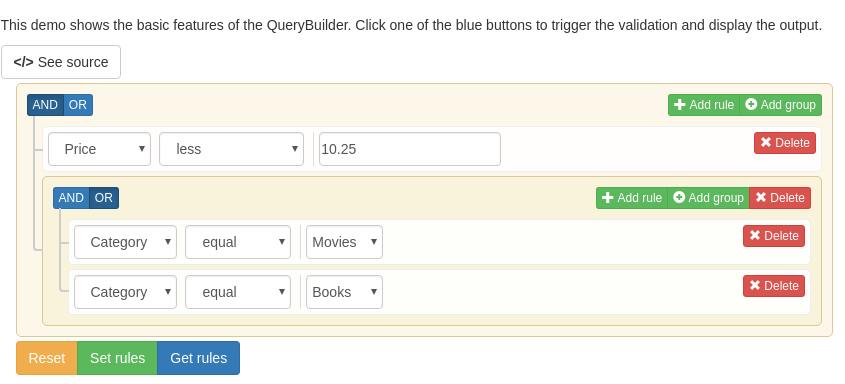 This demo shows the basic features of the QueryBuilder. Click one of the blue buttons to trigger the validation and display the output.
</> See source
AND OR Add rule Add group
Price less 10.25 Delete
AND OR Add rule Add group Delete
Category equal Movies Delete
Category equal Books Delete
Reset Set rules Get rules